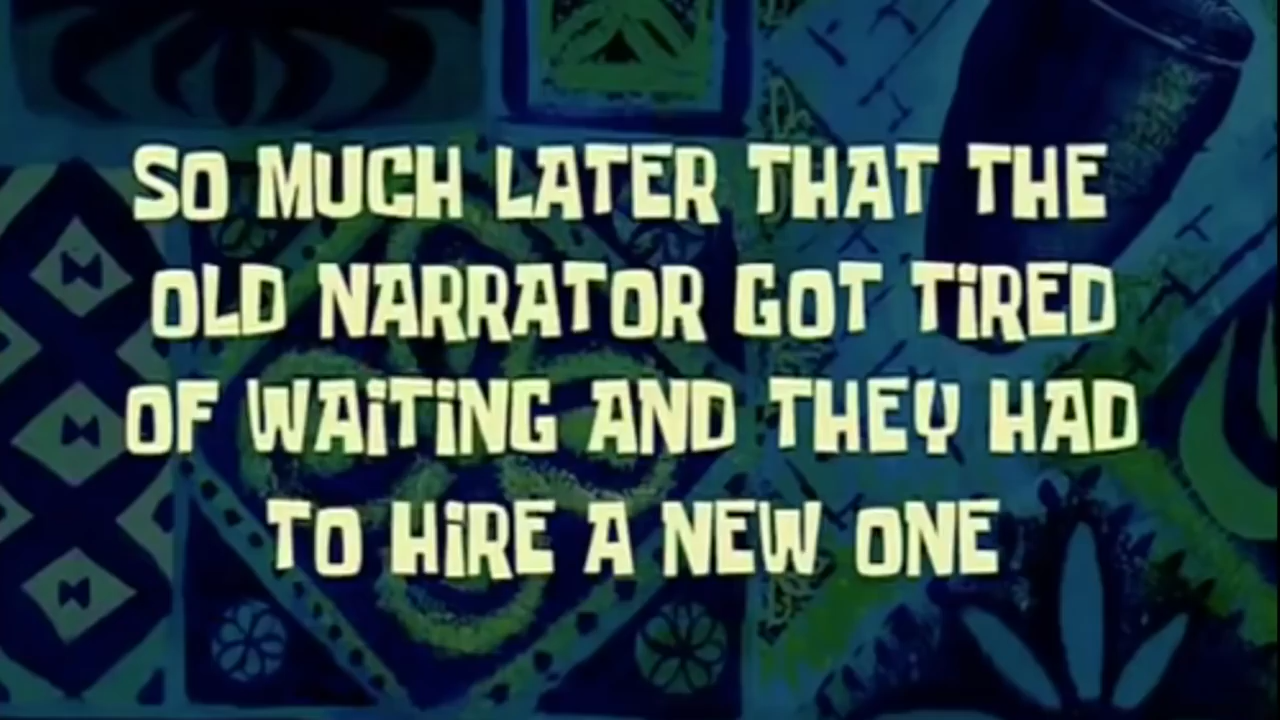 SO MUCH LATER THAT THE
OLD NARRATOR GOT TiRED
OF WAiTiNG AND THEY HAD
TO HiRE A NEW ONE